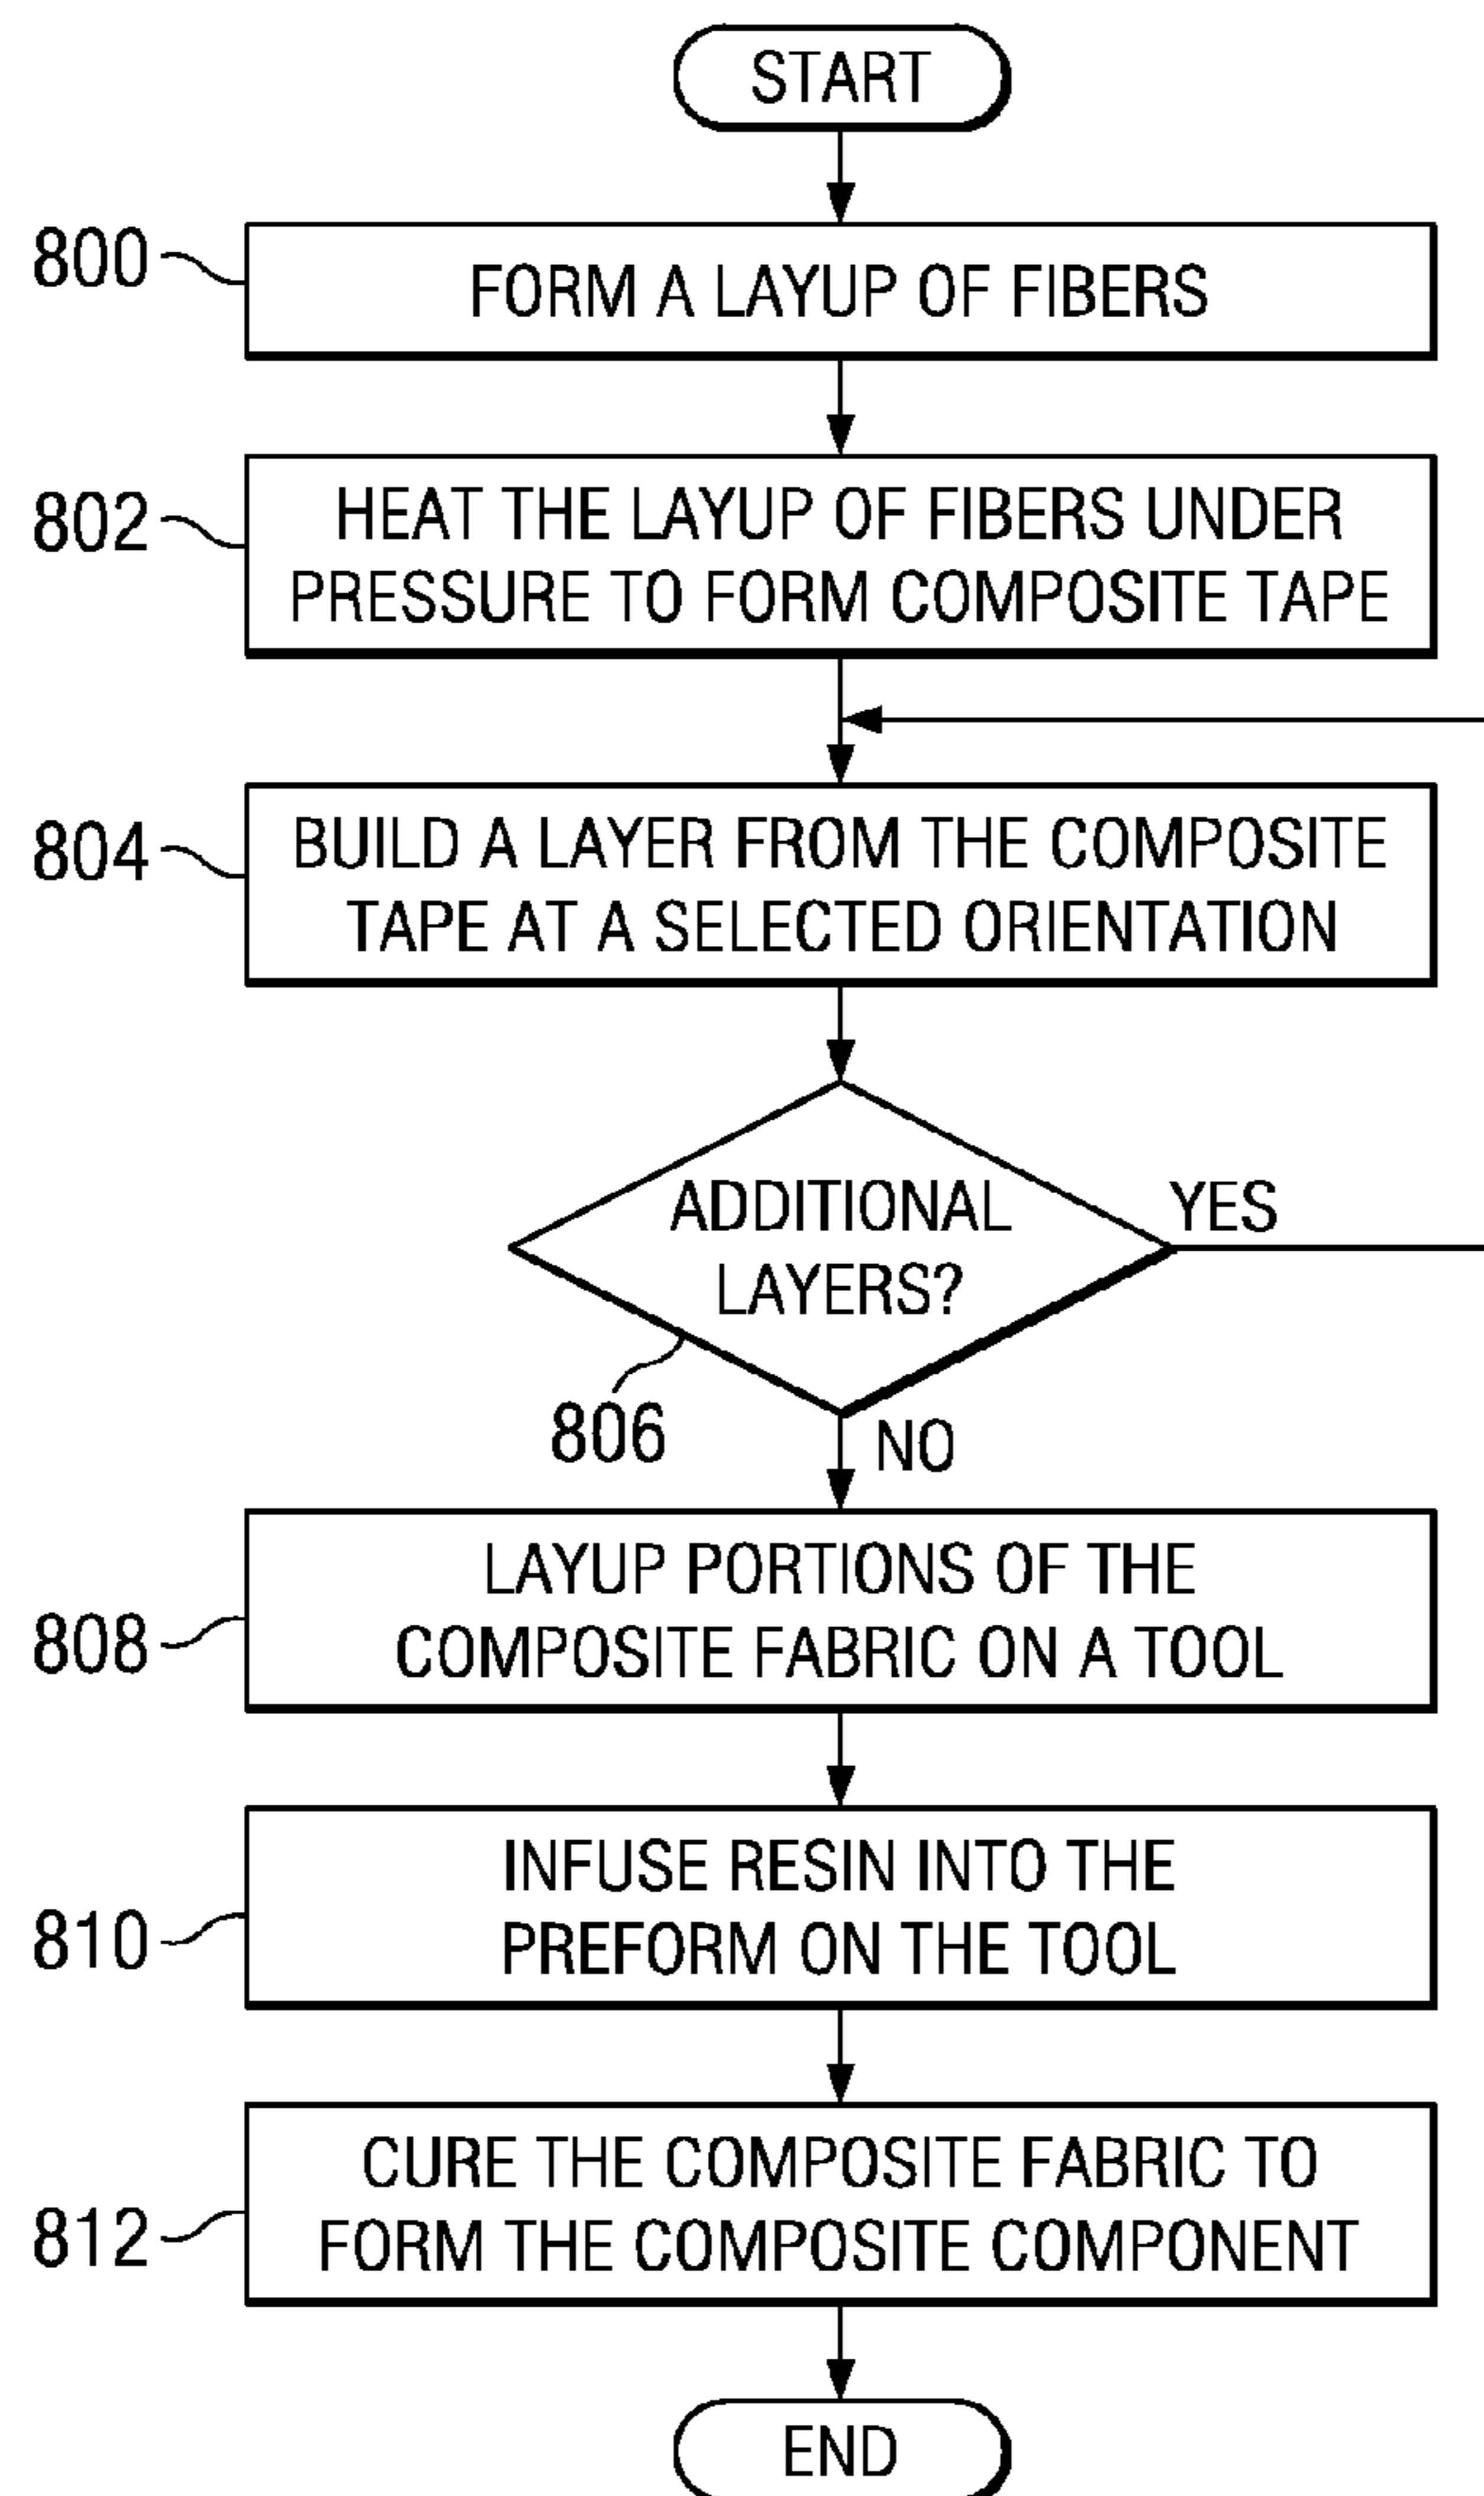 START
800
FORM A LAYUP OF FIBERS
802
HEAT THE LAYUP OF FIBERS UNDER
PRESSURE TO FORM COMPOSITE TAPE
804
BUILD A LAYER FROM THE COMPOSITE
TAPE AT A SELECTED ORIENTATION
ADDITIONAL
LAYERS?
YES
806
NO
808
LAYUP PORTIONS OF THE
COMPOSITE FABRIC ON A TOOL
810
INFUSE RESIN INTO THE
PREFORM ON THE TOOL
812
CURE THE COMPOSITE FABRIC TO
FORM THE COMPOSITE COMPONENT
END